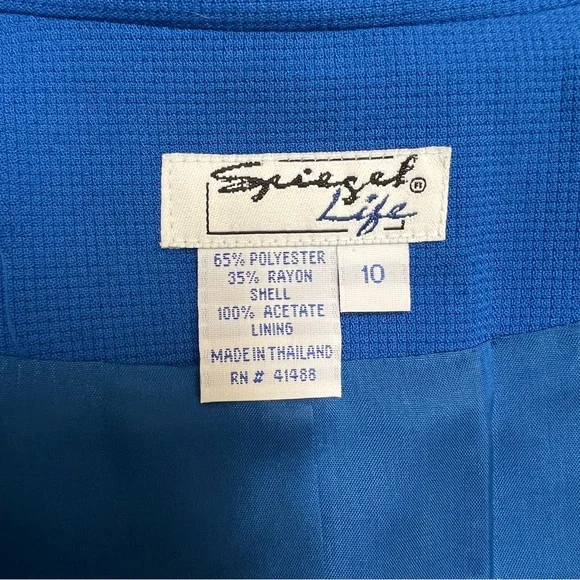 Spiegel®
Life
65% POLYESTER
35% RAYON
SHELL
100% ACETATE
LINING
MADE IN THAILAND
RN # 41488
10